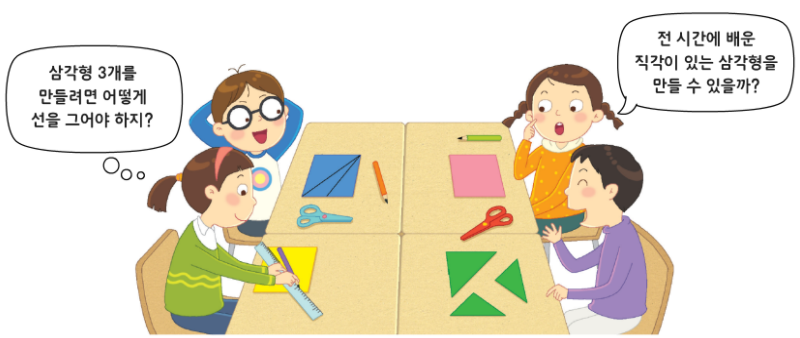 삼각형 3개를
만들려면 어떻게
선을 그어야 하지?
전 시간에 배운
직각이 있는 삼각형을
만들 수 있을까?